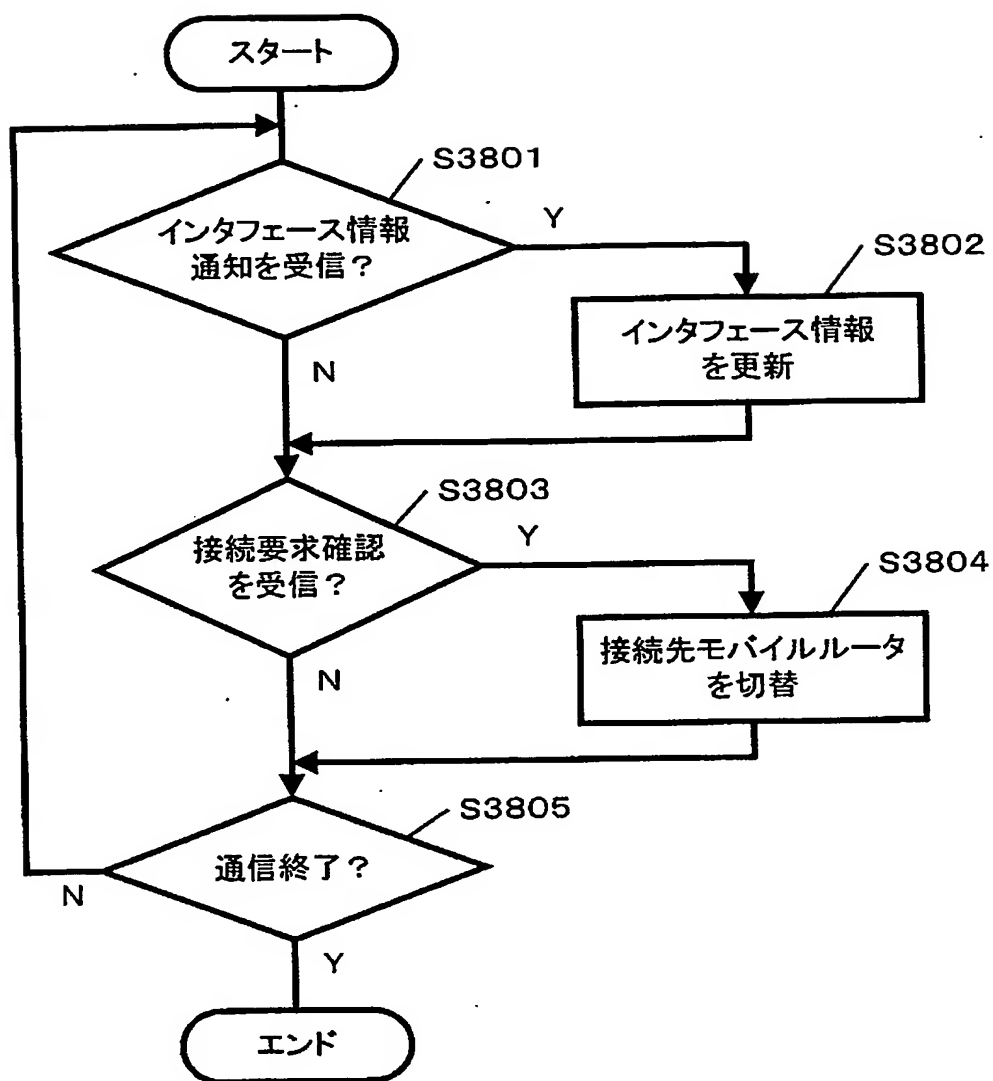 スタート
S3801
インタフェース情報
通知を受信？
Y
S3802
インタフェース情報
を更新
N
S3803
接続要求確認
を受信？
Y
S3804
接続先モバイルルータ
を切替
N
S3805
通信終了？
N
Y
エンド